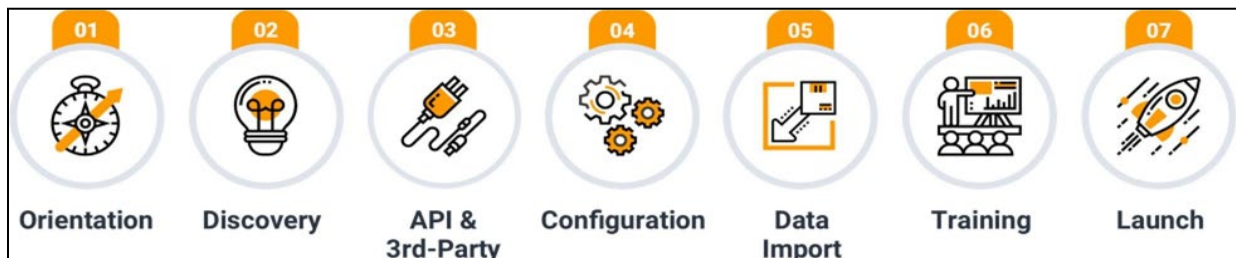 01 02 03 04 05 06 07
Orientation Discovery API & Configuration Data Training Launch
3rd-Party Import